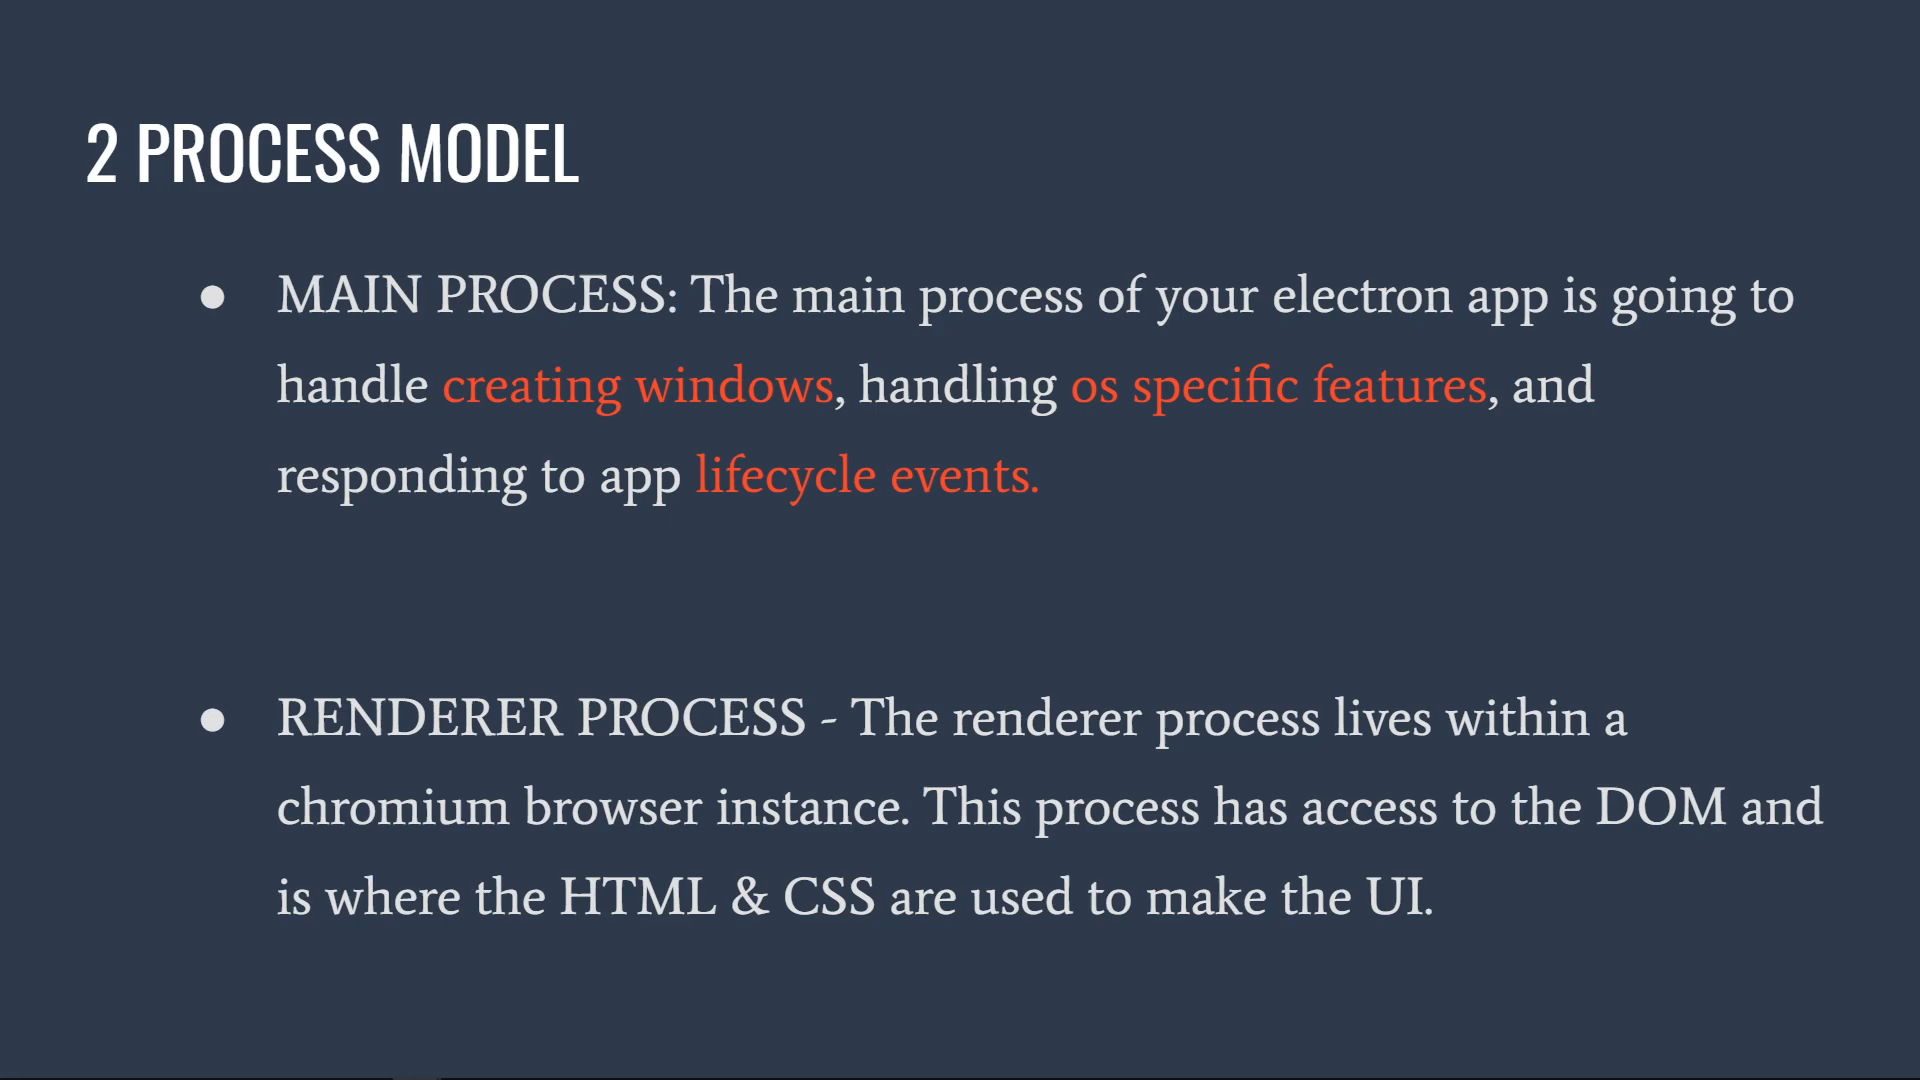 2 PROCESS MODEL
● MAIN PROCESS: The main process of your electron app is going to
handle creating windows, handling os specific features, and
responding to app lifecycle events.
● RENDERER PROCESS - The renderer process lives within a
chromium browser instance. This process has access to the DOM and
is where the HTML & CSS are used to make the UI.